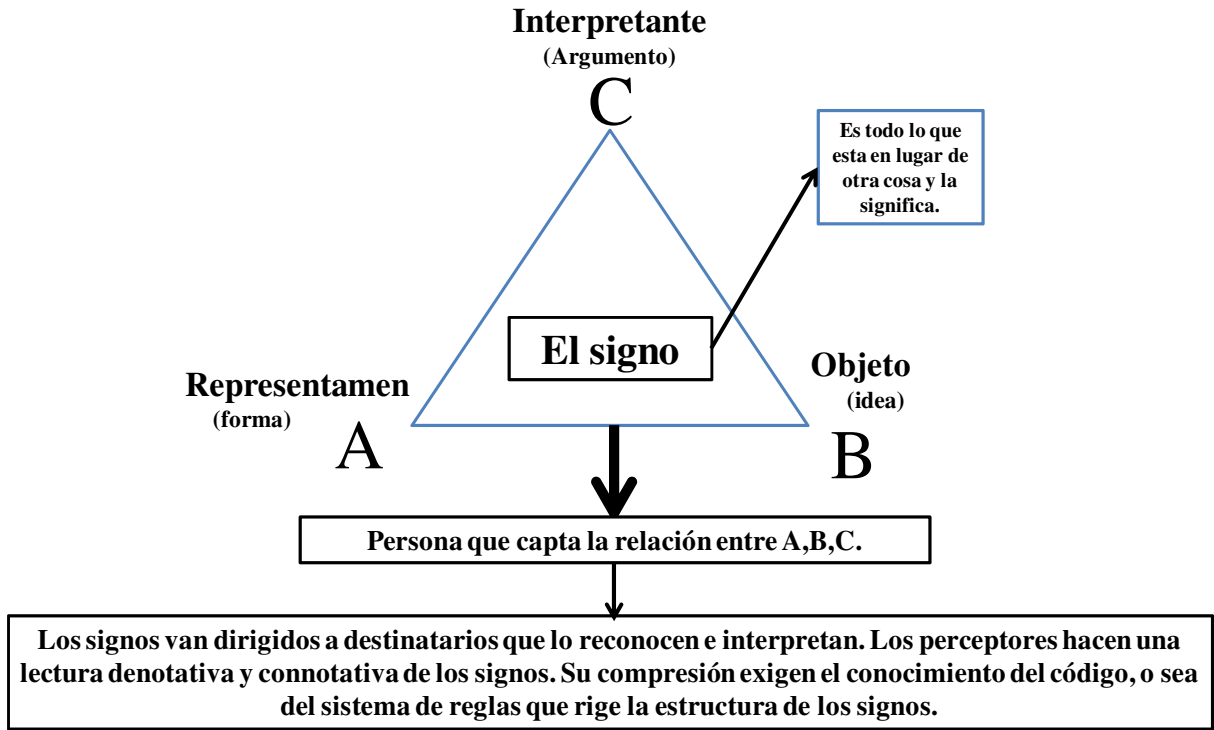 Interpretante
(Argumento)
C
Es todo lo que
esta en lugar de
otra cosa y la
significa.
El signo
Representamen
(forma)
A
Objeto
(idea)
B
Persona que capta la relación entre A,B,C.
Los signos van dirigidos a destinatarios que lo reconocen e interpretan. Los perceptores hacen una
lectura denotativa y connotativa de los signos. Su compresión exigen el conocimiento del código, o sea
del sistema de reglas que rige la estructura de los signos.